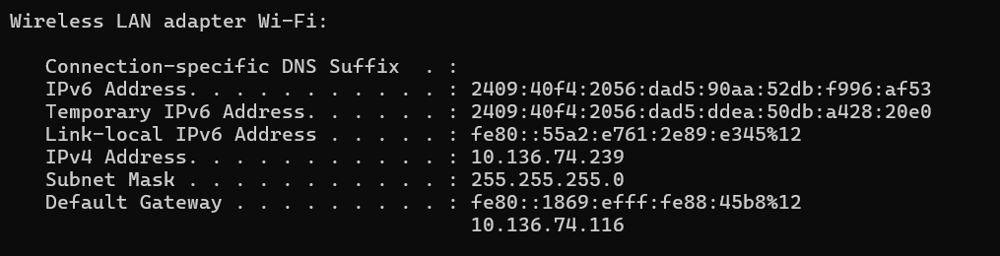 Wireless LAN adapter Wi-Fi:
Connection-specific DNS Suffix  . :
IPv6 Address. . . . . . . . . . . : 2409:40f4:2056:dad5:90aa:52db:f996:af53
Temporary IPv6 Address. . . . . . : 2409:40f4:2056:dad5:ddea:50db:a428:20e0
Link-local IPv6 Address . . . . . : fe80::55a2:e761:2e89:e345%12
IPv4 Address. . . . . . . . . . . : 10.136.74.239
Subnet Mask . . . . . . . . . . . : 255.255.255.0
Default Gateway . . . . . . . . . : fe80::1869:efff:fe88:45b8%12
10.136.74.116